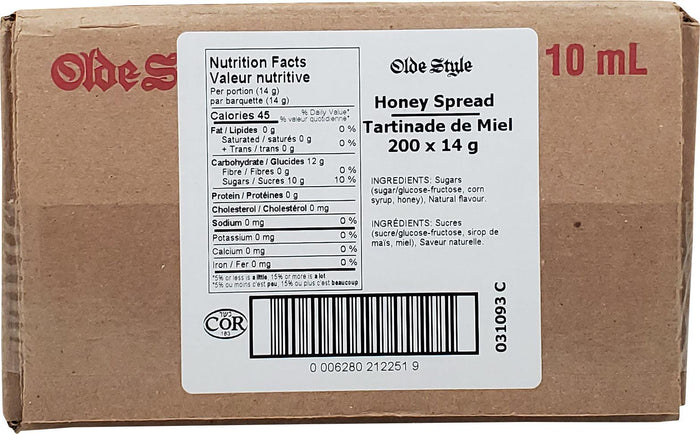 Olde S
10 mL
Nutrition Facts
Valeur nutritive
Per portion (14 g)
par barquette (14 g)
Calories 45
% Daily Value*
% valeur quotidienne*
Fat / Lipides 0 g 0 %
Saturated / saturés 0 g
+ Trans / trans 0 g 0 %
Carbohydrate / Glucides 12 g
Fibre / Fibres 0 g 0 %
Sugars / Sucres 10 g 10 %
Protein / Protéines 0 g
Cholesterol / Cholestérol 0 mg
Sodium 0 mg 0 %
Potassium 0 mg 0 %
Calcium 0 mg 0 %
Iron / Fer 0 mg 0 %
*5% or less is a little, 15% or more is a lot
*5% ou moins c'est peu, 15% ou plus c'est beaucoup
Olde Style
Honey Spread
Tartinade de Miel
200 x 14 g
INGREDIENTS: Sugars
(sugar/glucose-fructose, corn
syrup, honey), Natural flavour.
INGRÉDIENTS: Sucres
(sucre/glucose-fructose, sirop de
maïs, miel), Saveur naturelle.
כשר
COR
183
0 006280 212251 9
031093 C